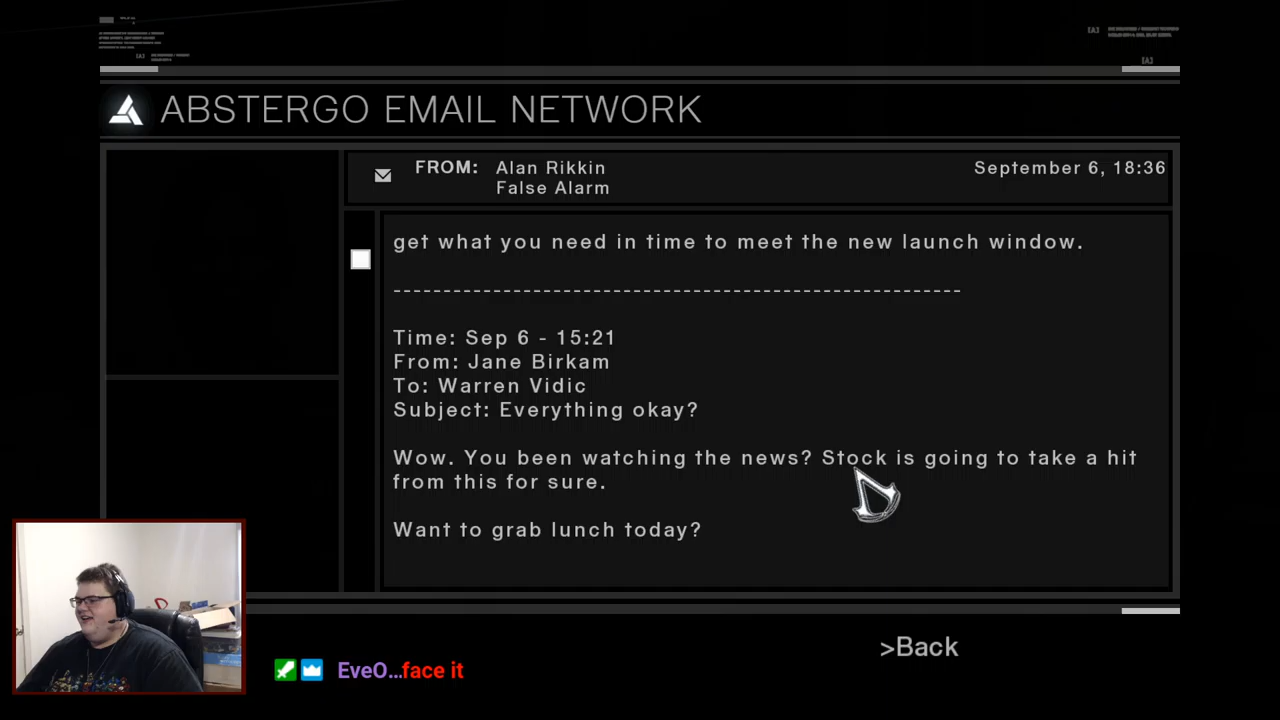 ABSTERGO EMAIL NETWORK
FROM: Alan Rikkin
September 6, 18:36
False Alarm
get what you need in time to meet the new launch window.
--------------------------------------------------------
Time: Sep 6 - 15:21
From: Jane Birkam
To: Warren Vidic
Subject: Everything okay?
Wow. You been watching the news? Stock is going to take a hit
from this for sure.
Want to grab lunch today?
>Back
EveO...face it